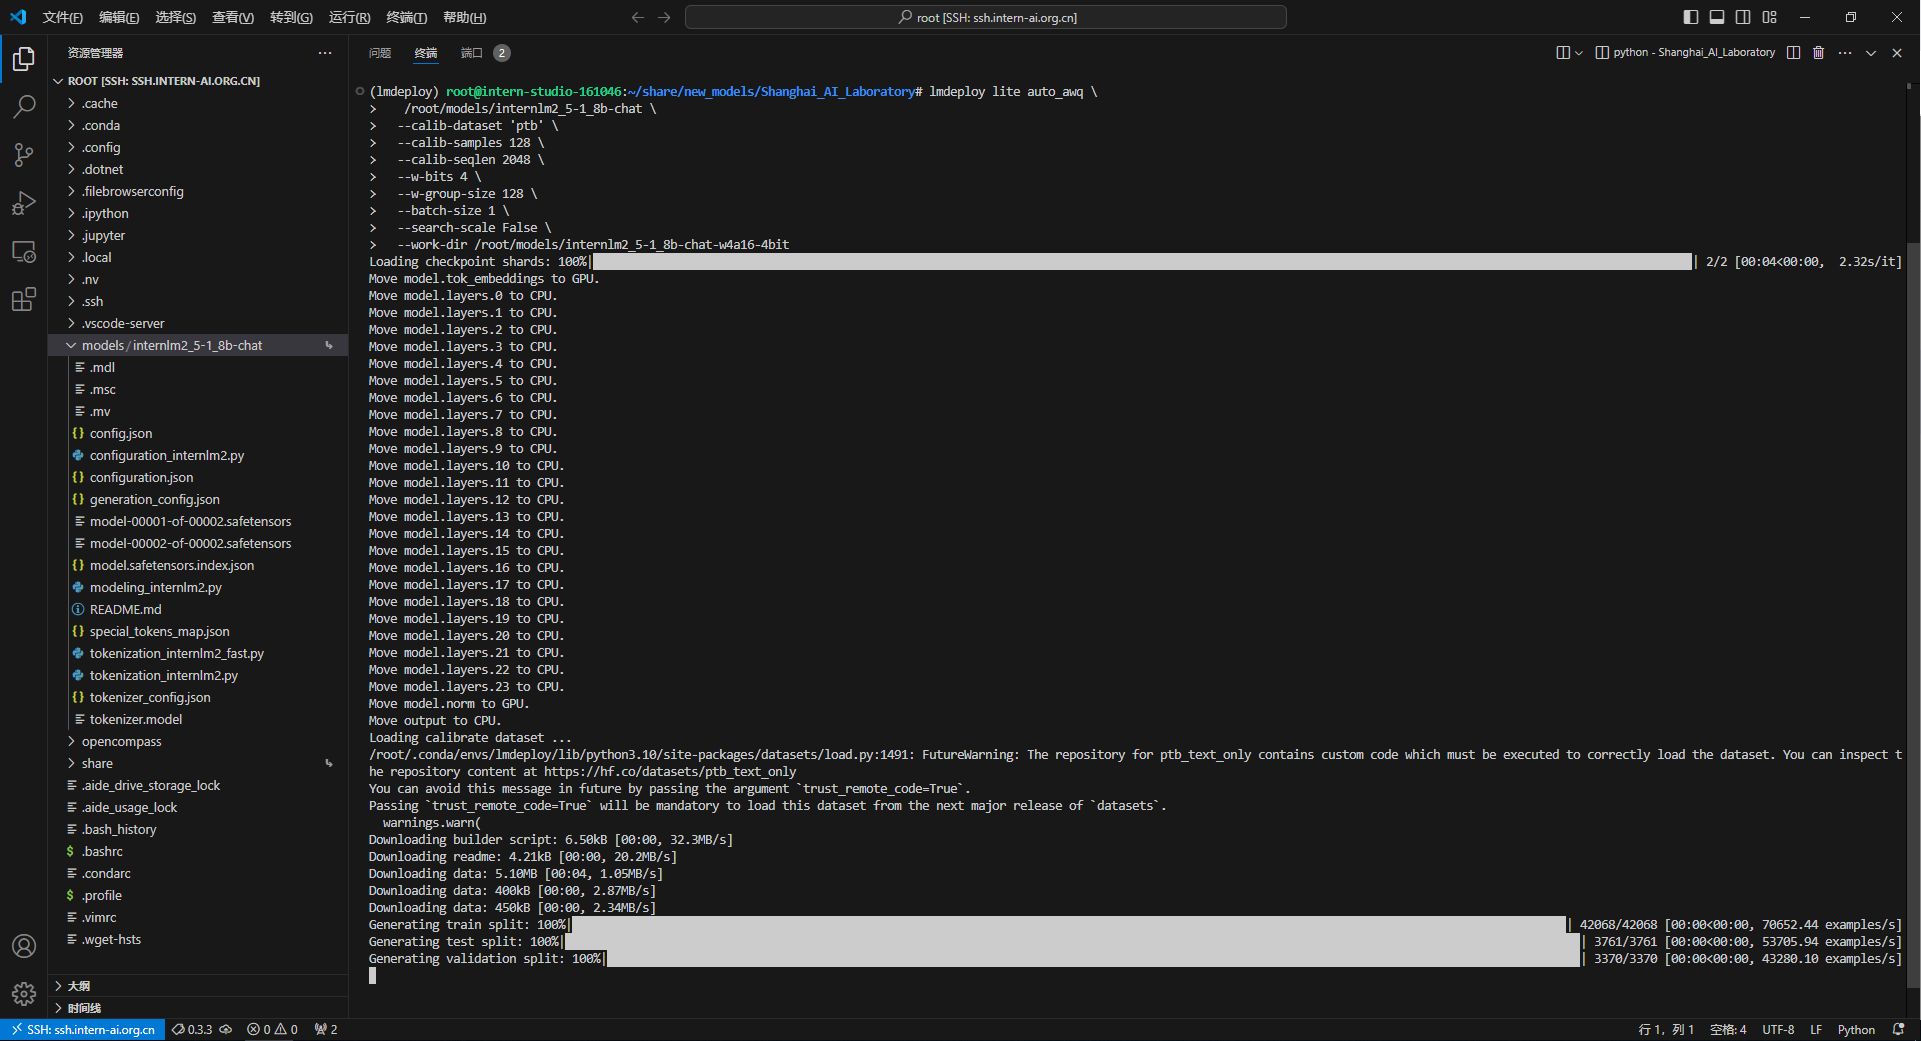 文件(F) 编辑(E) 选择(S) 查看(V) 转到(G) 运行(R) 终端(T) 帮助(H)
root [SSH: ssh.intern-ai.org.cn]
资源管理器
ROOT [SSH: SSH.INTERN-AI.ORG.CN]
.cache
.conda
.config
.dotnet
.filebrowserconfig
.ipython
.jupyter
.local
.nv
.ssh
.vscode-server
models / internlm2_5-1_8b-chat
.mdl
.msc
.mv
config.json
configuration_internlm2.py
configuration.json
generation_config.json
model-00001-of-00002.safetensors
model-00002-of-00002.safetensors
model.safetensors.index.json
modeling_internlm2.py
README.md
special_tokens_map.json
tokenization_internlm2_fast.py
tokenization_internlm2.py
tokenizer_config.json
tokenizer.model
opencompass
share
.aide_drive_storage_lock
.aide_usage_lock
.bash_history
.bashrc
.condarc
.profile
.vimrc
.wget-hsts
大纲
时间线
问题 终端 端口 2
python - Shanghai_AI_Laboratory
(lmdeploy) root@intern-studio-161046:~/share/new_models/Shanghai_AI_Laboratory# lmdeploy lite auto_awq \
>    /root/models/internlm2_5-1_8b-chat \
>   --calib-dataset 'ptb' \
>   --calib-samples 128 \
>   --calib-seqlen 2048 \
>   --w-bits 4 \
>   --w-group-size 128 \
>   --batch-size 1 \
>   --search-scale False \
>   --work-dir /root/models/internlm2_5-1_8b-chat-w4a16-4bit
Loading checkpoint shards: 100%| | 2/2 [00:04<00:00,  2.32s/it]
Move model.tok_embeddings to GPU.
Move model.layers.0 to CPU.
Move model.layers.1 to CPU.
Move model.layers.2 to CPU.
Move model.layers.3 to CPU.
Move model.layers.4 to CPU.
Move model.layers.5 to CPU.
Move model.layers.6 to CPU.
Move model.layers.7 to CPU.
Move model.layers.8 to CPU.
Move model.layers.9 to CPU.
Move model.layers.10 to CPU.
Move model.layers.11 to CPU.
Move model.layers.12 to CPU.
Move model.layers.13 to CPU.
Move model.layers.14 to CPU.
Move model.layers.15 to CPU.
Move model.layers.16 to CPU.
Move model.layers.17 to CPU.
Move model.layers.18 to CPU.
Move model.layers.19 to CPU.
Move model.layers.20 to CPU.
Move model.layers.21 to CPU.
Move model.layers.22 to CPU.
Move model.layers.23 to CPU.
Move model.norm to GPU.
Move output to CPU.
Loading calibrate dataset ...
/root/.conda/envs/lmdeploy/lib/python3.10/site-packages/datasets/load.py:1491: FutureWarning: The repository for ptb_text_only contains custom code which must be executed to correctly load the dataset. You can inspect t
he repository content at https://hf.co/datasets/ptb_text_only
You can avoid this message in future by passing the argument `trust_remote_code=True`.
Passing `trust_remote_code=True` will be mandatory to load this dataset from the next major release of `datasets`.
  warnings.warn(
Downloading builder script: 6.50kB [00:00, 32.3MB/s]
Downloading readme: 4.21kB [00:00, 20.2MB/s]
Downloading data: 5.10MB [00:04, 1.05MB/s]
Downloading data: 400kB [00:00, 2.87MB/s]
Downloading data: 450kB [00:00, 2.34MB/s]
Generating train split: 100%| | 42068/42068 [00:00<00:00, 70652.44 examples/s]
Generating test split: 100%| | 3761/3761 [00:00<00:00, 53705.94 examples/s]
Generating validation split: 100%| | 3370/3370 [00:00<00:00, 43280.10 examples/s]
SSH: ssh.intern-ai.org.cn 0.3.3 0 0 2 行 1，列 1 空格: 4 UTF-8 LF Python